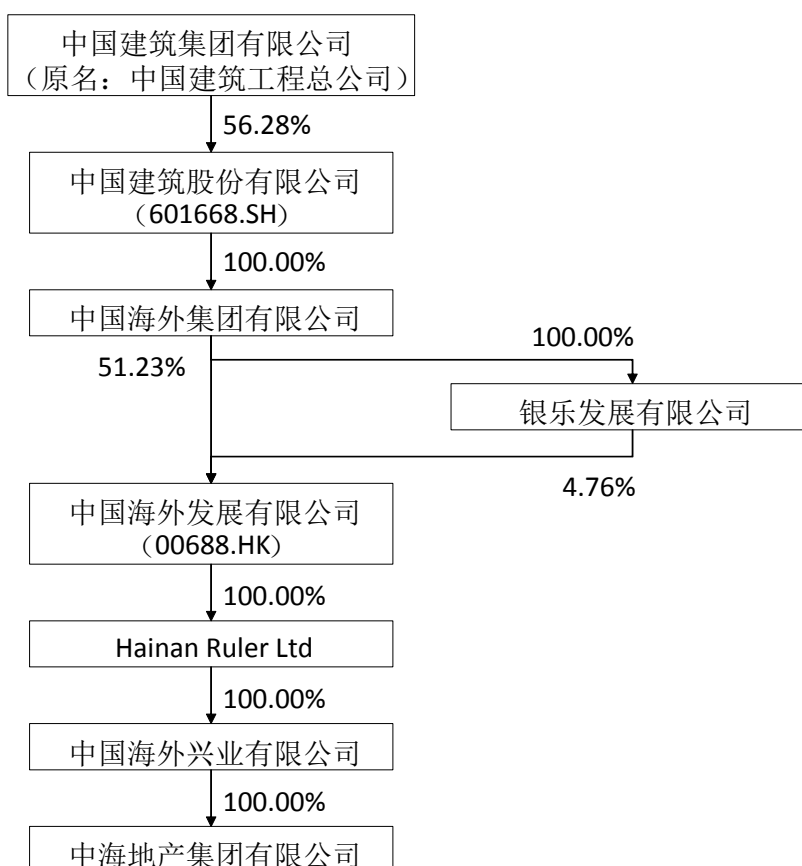 中国建筑集团有限公司
（原名：中国建筑工程总公司）
56.28%
中国建筑股份有限公司
（601668.SH）
100.00%
中国海外集团有限公司
51.23%
100.00%
银乐发展有限公司
4.76%
中国海外发展有限公司
（00688.HK）
100.00%
Hainan Ruler Ltd
100.00%
中国海外兴业有限公司
100.00%
中海地产集团有限公司